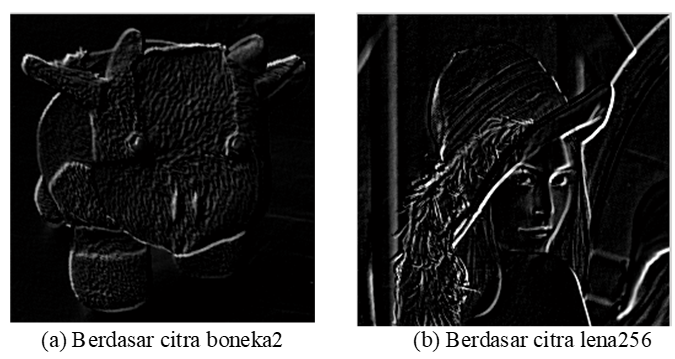 (a) Berdasar citra boneka2
(b) Berdasar citra lena256